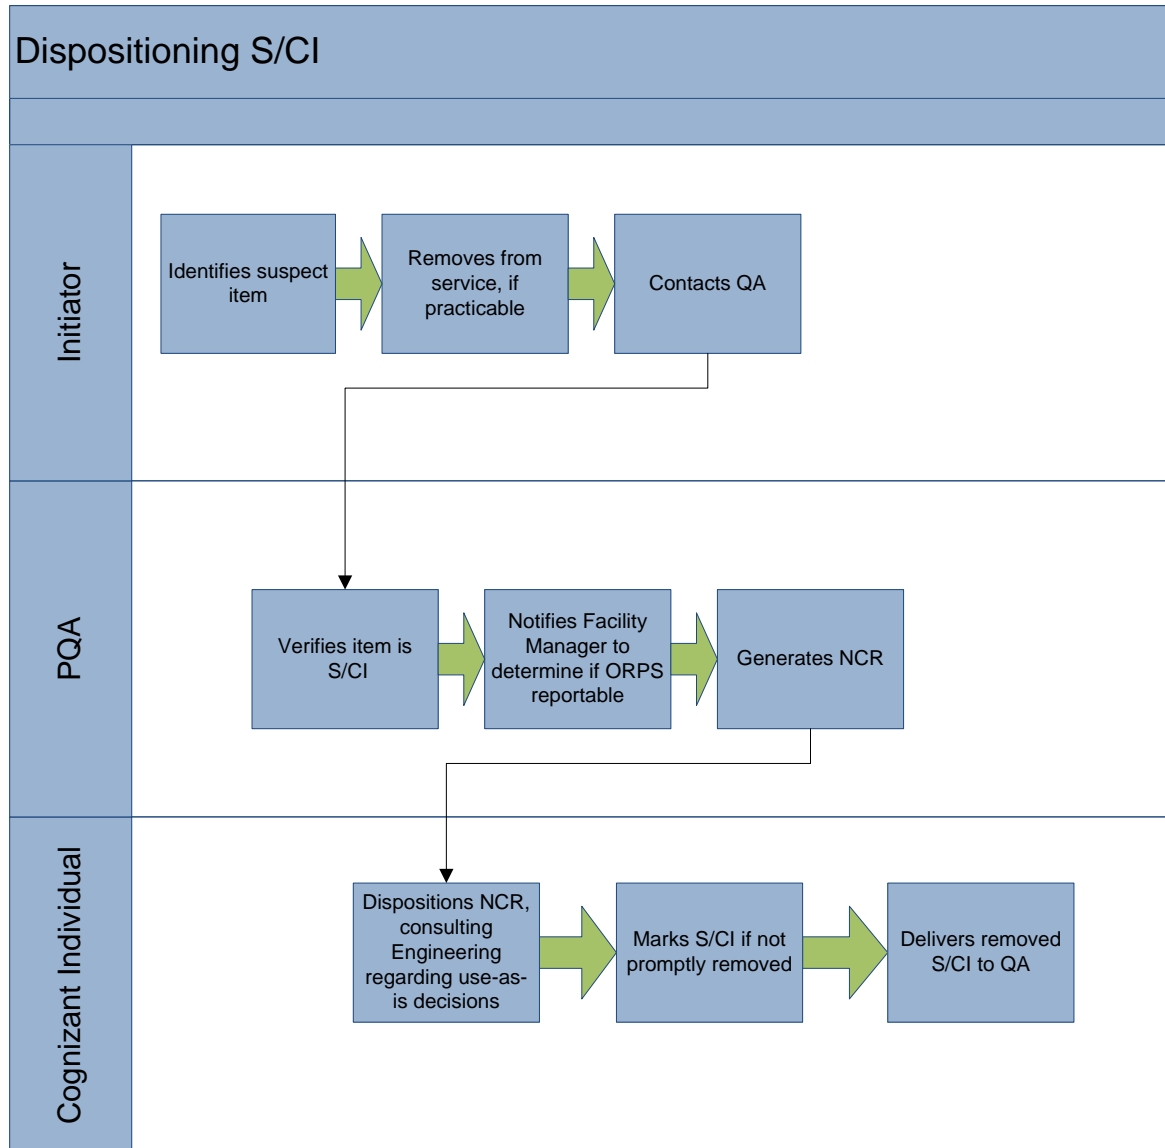 Dispositioning S/CI
Initiator
Identifies suspect
item
Removes from
service, if
practicable
Contacts QA
PQA
Verifies item is
S/CI
Notifies Facility
Manager to
determine if ORPS
reportable
Generates NCR
Cognizant Individual
Dispositions NCR,
consulting
Engineering
regarding use-as-
is decisions
Marks S/CI if not
promptly removed
Delivers removed
S/CI to QA